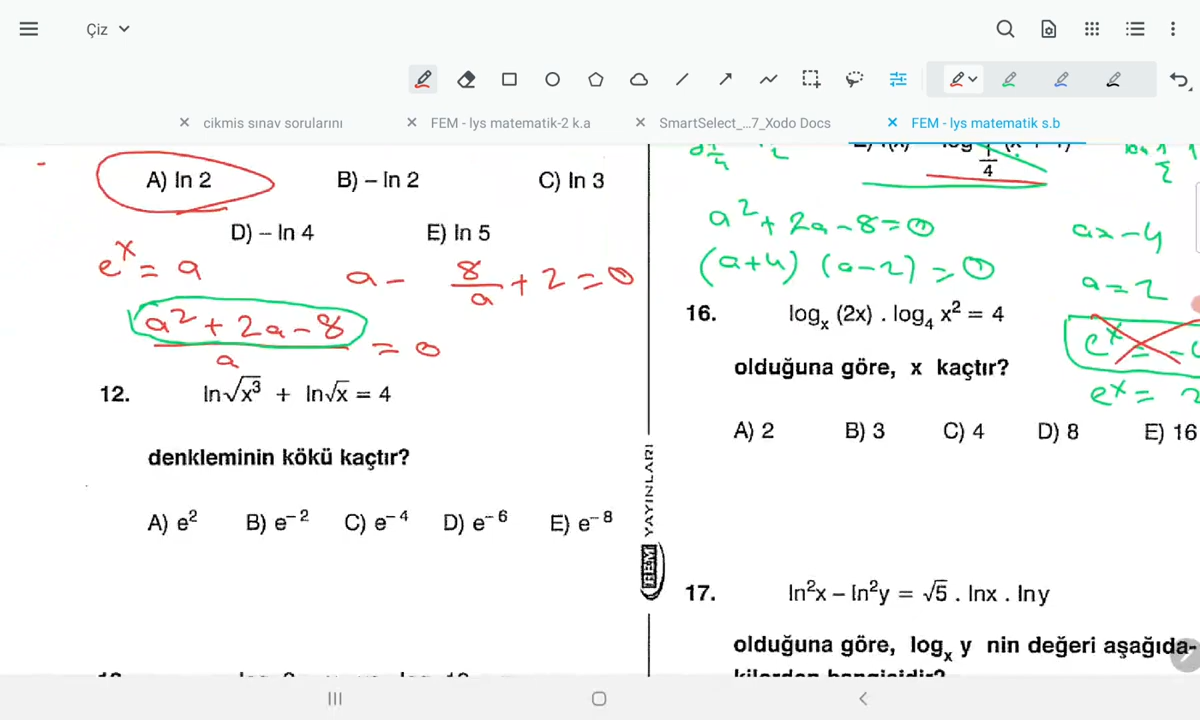 Çiz
cikmis sınav sorularını
FEM - lys matematik-2 k.a
SmartSelect_...7_Xodo Docs
FEM - lys matematik s.b
A) ln 2 B) – ln 2 C) ln 3
D) – ln 4 E) ln 5
e^x = a
a - 8/a + 2 = 0
a² + 2a - 8 / a = 0
12. ln√x³ + ln√x = 4
denkleminin kökü kaçtır?
A) e² B) e⁻² C) e⁻⁴ D) e⁻⁶ E) e⁻⁸
YAYINLARI
FEM
a² + 2a - 8 = 0
(a+4) (a-2) = 0
a = 2
e^x =
16. logₓ (2x) . log₄ x² = 4
olduğuna göre, x kaçtır?
A) 2 B) 3 C) 4 D) 8 E) 16
17. ln²x – ln²y = √5 . lnx . lny
olduğuna göre, logₓ y nin değeri aşağıda-